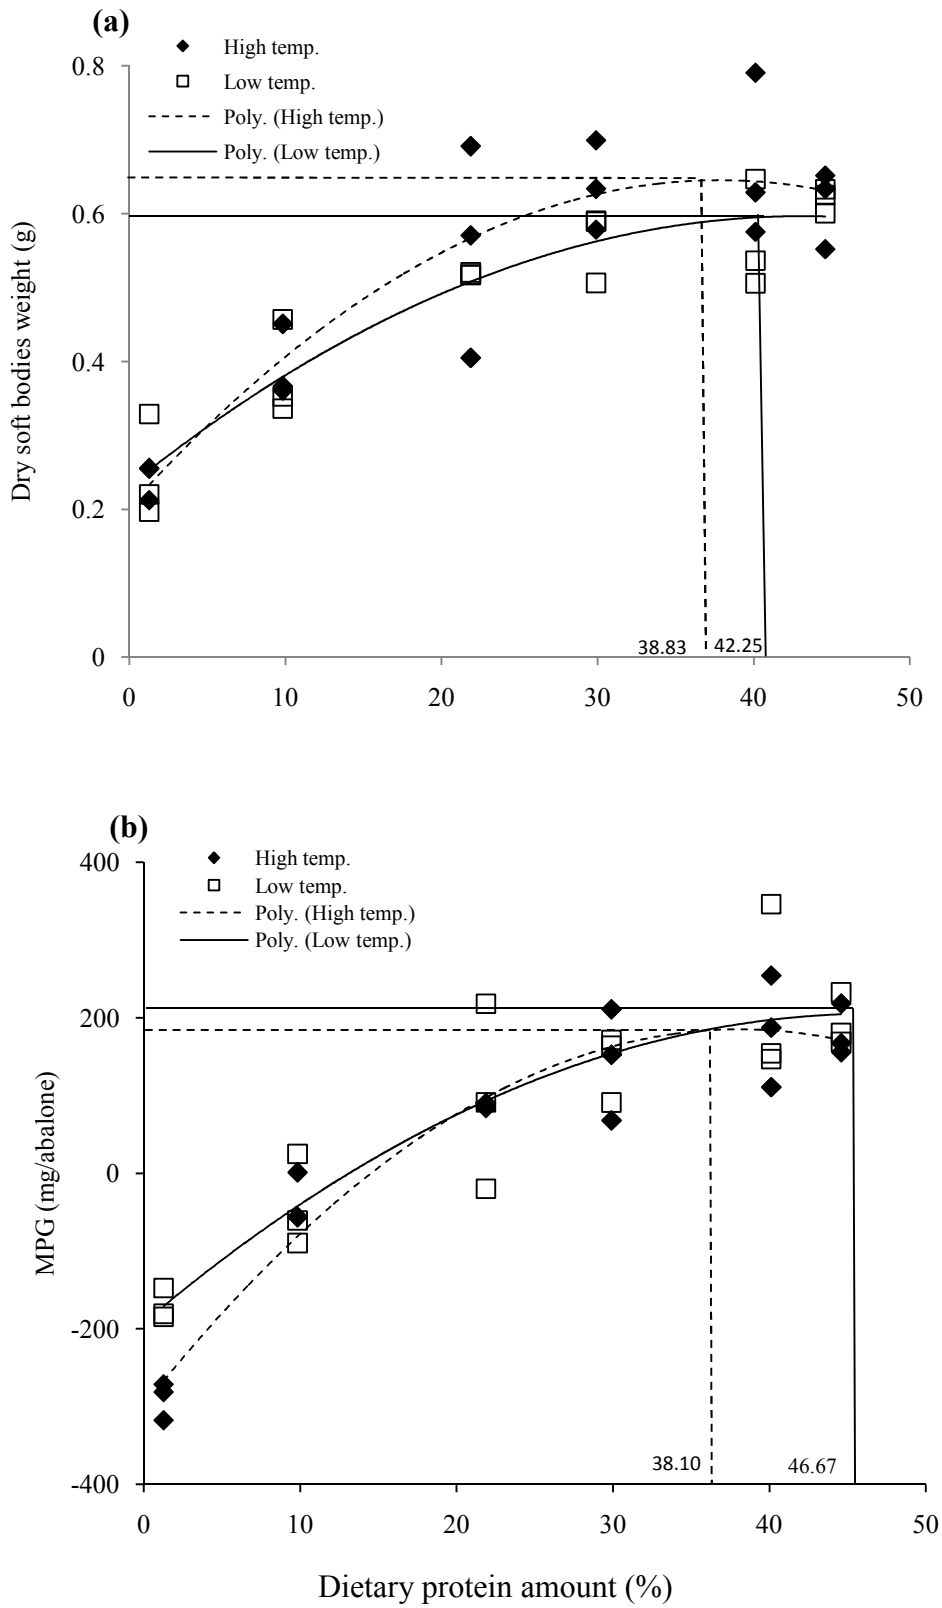 (a)
High temp.
Low temp.
Poly. (High temp.)
Poly. (Low temp.)
0.8
0.6
0.4
0.2
0
Dry soft bodies weight (g)
38.83
42.25
0
10
20
30
40
50
(b)
High temp.
Low temp.
Poly. (High temp.)
Poly. (Low temp.)
400
200
0
-200
-400
MPG (mg/abalone)
38.10
46.67
0
10
20
30
40
50
Dietary protein amount (%)